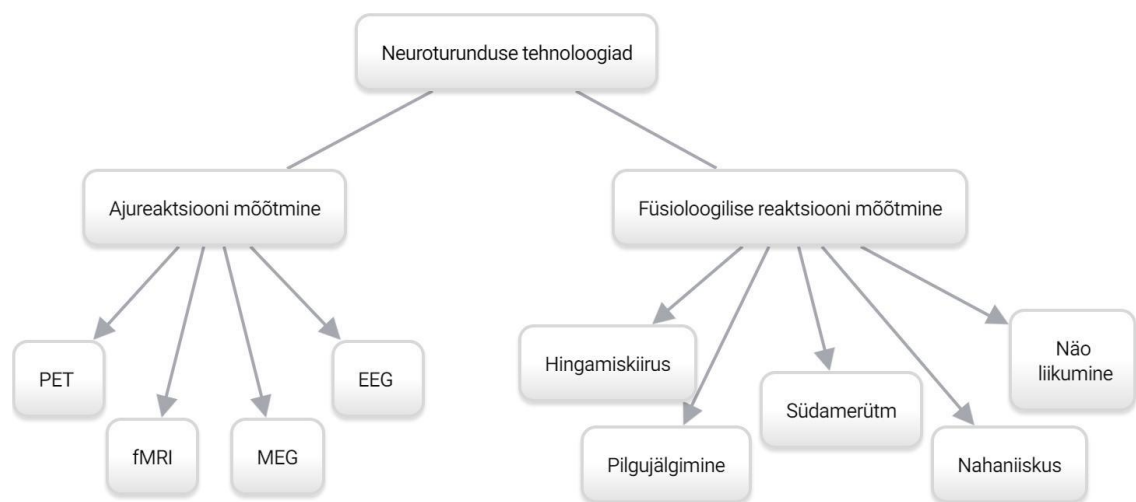 Neuroturunduse tehnoloogiad
Ajureaktsiooni mõõtmine
Füsioloogilise reaktsiooni mõõtmine
PET
fMRI
MEG
EEG
Hingamiskiirus
Pilgujälgimine
Südamerütm
Nahaniiskus
Näo
liikumine